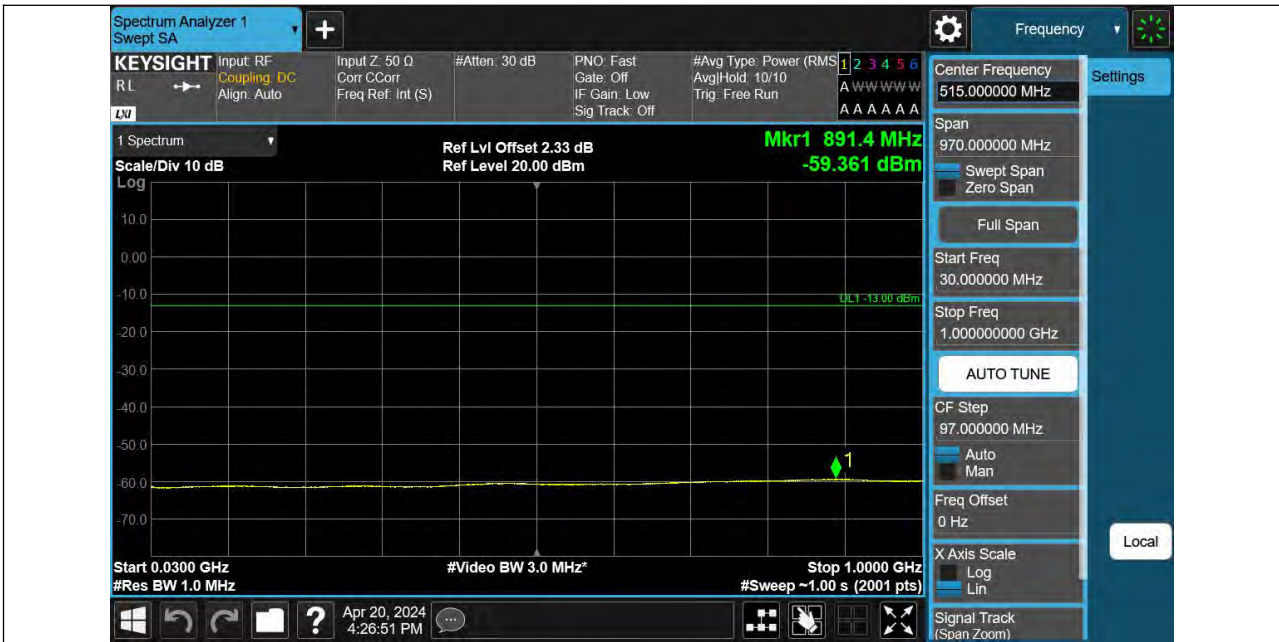 Spectrum Analyzer 1
Swept SA
+
Frequency
KEYSIGHT
RL
LXI
Input: RF
Coupling: DC
Align: Auto
Input Z: 50 Ω
Corr CCorr
Freq Ref: Int (S)
#Atten: 30 dB
PNO: Fast
Gate: Off
IF Gain: Low
Sig Track: Off
#Avg Type: Power (RMS
Avg|Hold: 10/10
Trig: Free Run
1 2 3 4 5 6
A W W W W W
A A A A A A
1 Spectrum
Scale/Div 10 dB
Log
Ref Lvl Offset 2.33 dB
Ref Level 20.00 dBm
Mkr1 891.4 MHz
-59.361 dBm
10.0
0.00
-10.0
DL1 -13.00 dBm
-20.0
-30.0
-40.0
-50.0
1
-60.0
-70.0
Start 0.0300 GHz
#Video BW 3.0 MHz*
Stop 1.0000 GHz
#Res BW 1.0 MHz
#Sweep ~1.00 s (2001 pts)
?
Apr 20, 2024
4:26:51 PM
Center Frequency
515.000000 MHz
Settings
Span
970.000000 MHz
Swept Span
Zero Span
Full Span
Start Freq
30.000000 MHz
Stop Freq
1.000000000 GHz
AUTO TUNE
CF Step
97.000000 MHz
Auto
Man
Freq Offset
0 Hz
Local
X Axis Scale
Log
Lin
Signal Track
(Span Zoom)